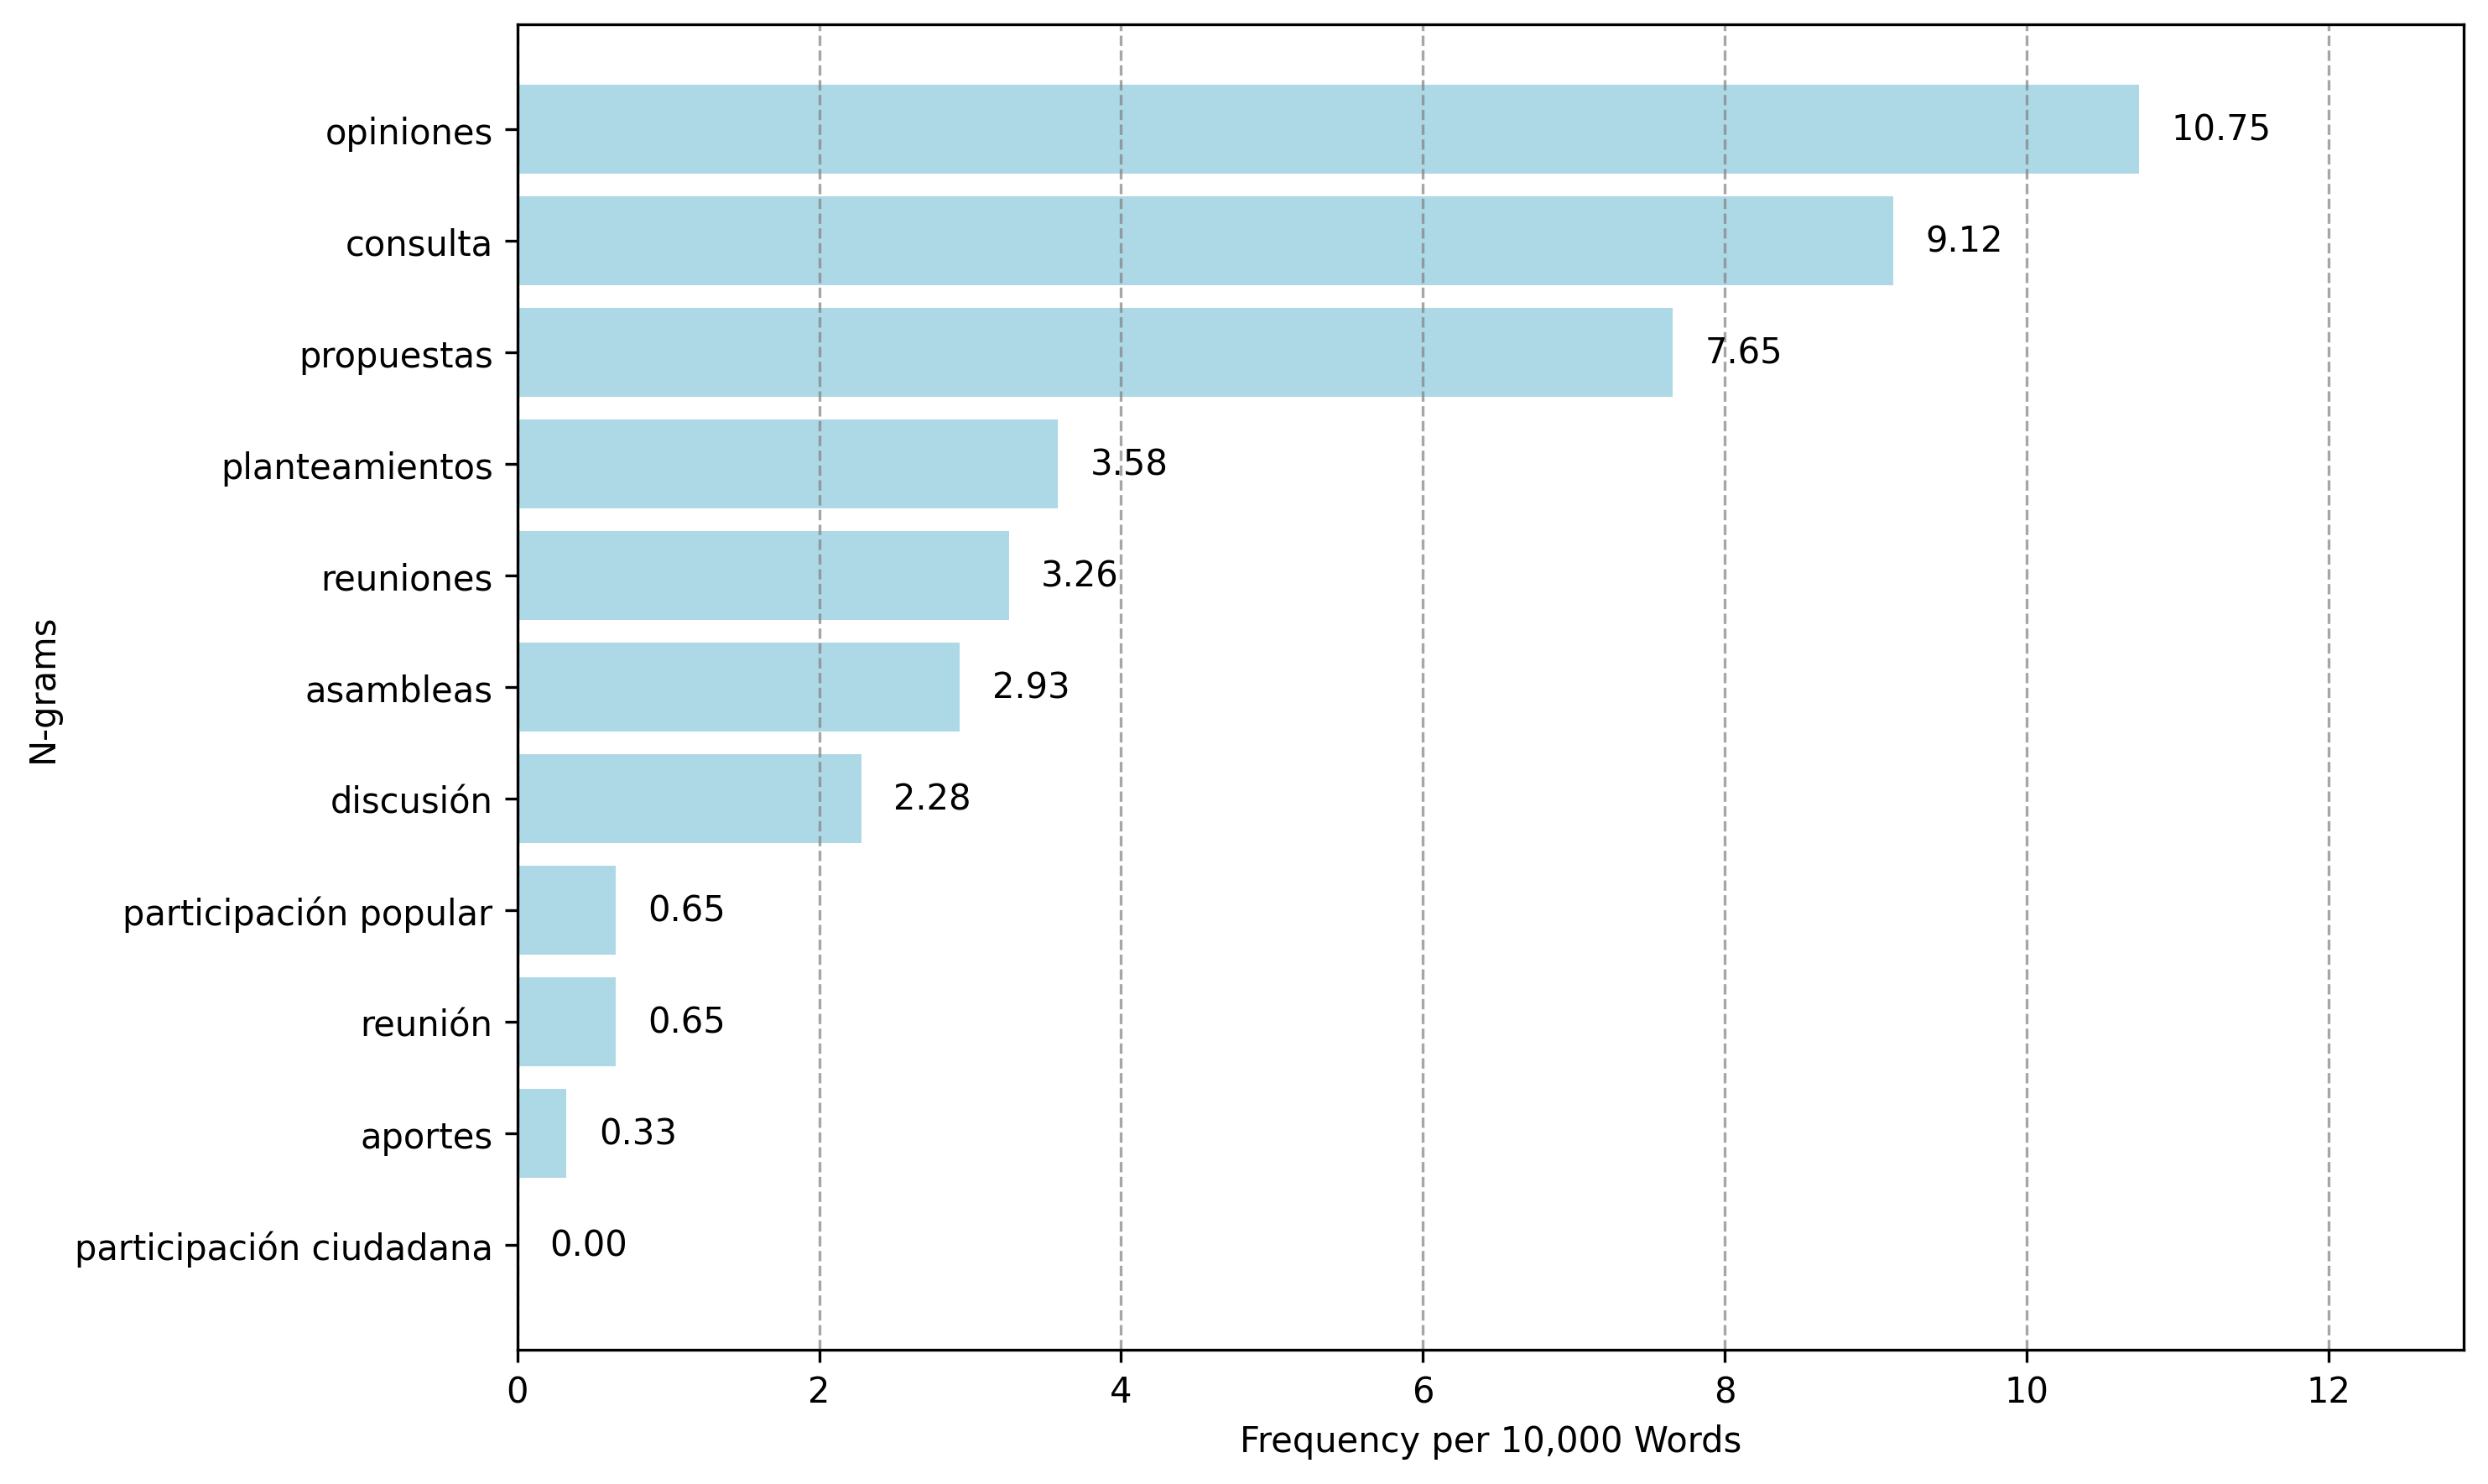 opiniones 10.75
consulta 9.12
propuestas 7.65
planteamientos 3.58
reuniones 3.26
asambleas 2.93
discusión 2.28
participación popular 0.65
reunión 0.65
aportes 0.33
participación ciudadana 0.00
N-grams
0 2 4 6 8 10 12
Frequency per 10,000 Words